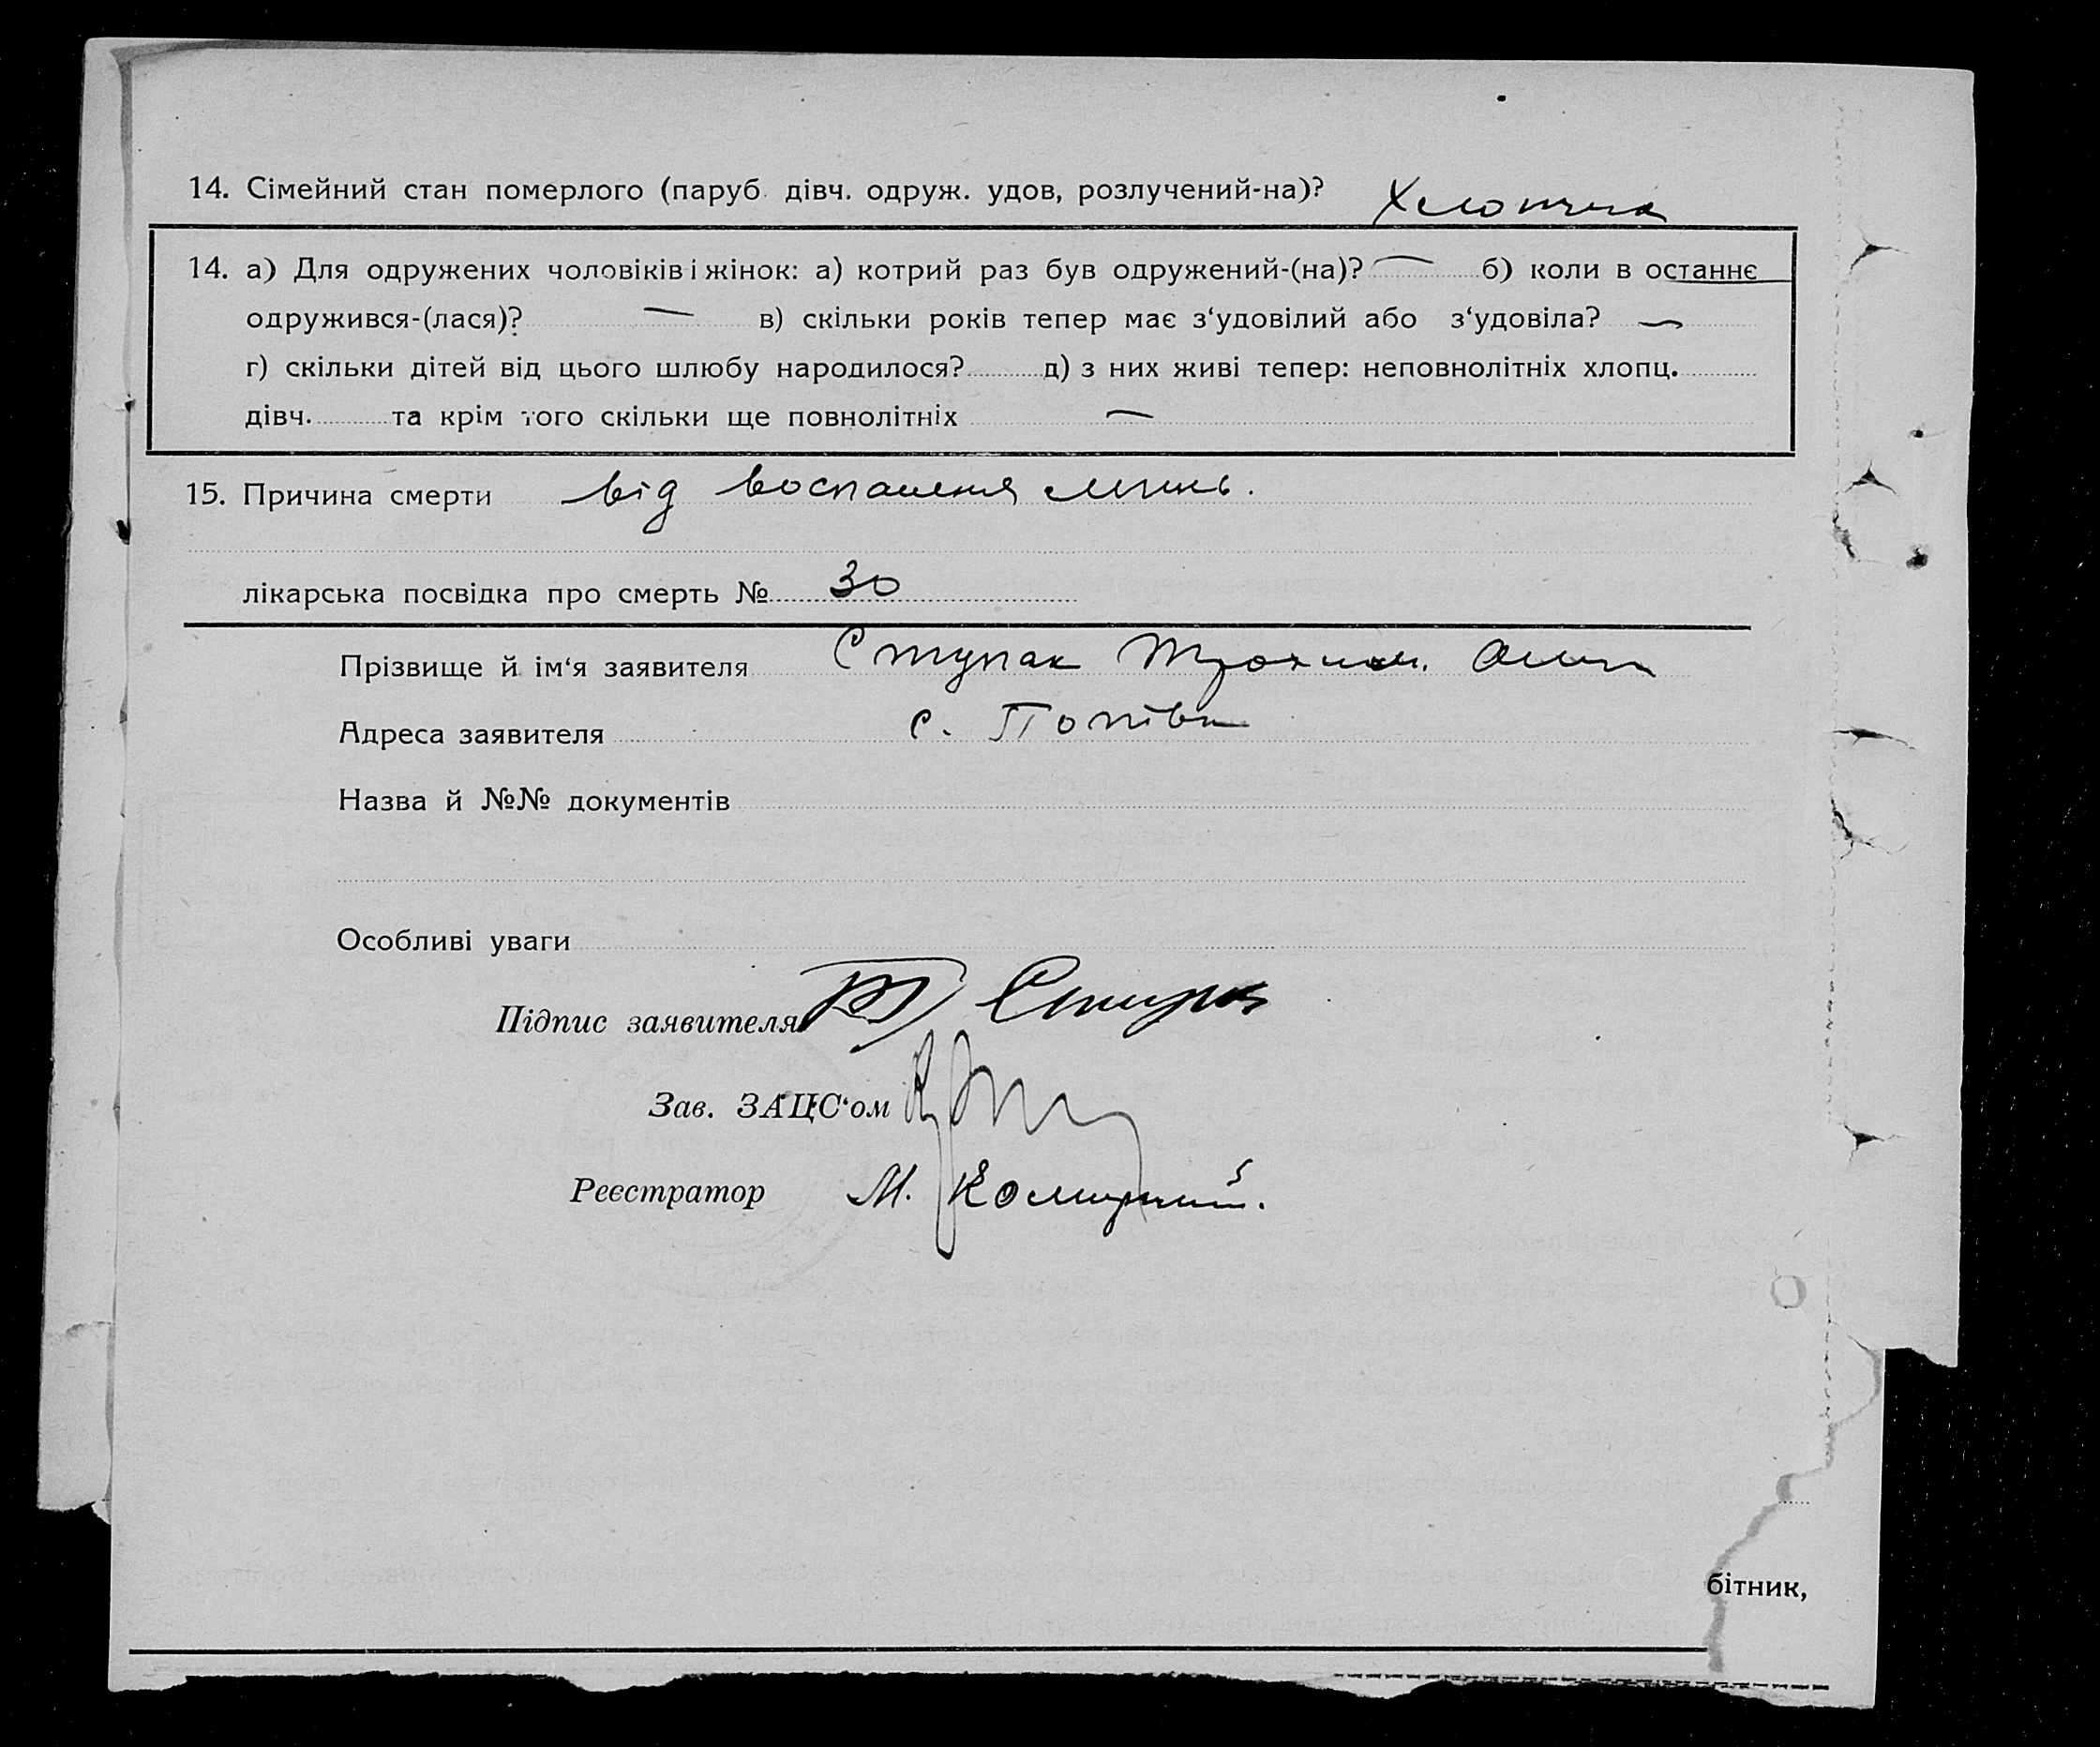 14. Сімейний стан померлого (паруб. дівч. одруж. удов, розлучений-на)? Хлопчик
14. а) Для одружених чоловіків і жінок: а) котрий раз був одружений-(на)? — б) коли в останнє
одружився-(лася)? — в) скільки років тепер має з‘удовілий або з‘удовіла? —
г) скільки дітей від цього шлюбу народилося? д) з них живі тепер: неповнолітніх хлопц.
дівч. та крім того скільки ще повнолітніх —
15. Причина смерти від воспаления
лікарська посвідка про смерть № 30
Прізвище й ім‘я заявителя Ступак Трохим
Адреса заявителя с. Попівка
Назва й №№ документів
Особливі уваги
Підпис заявителя Т Ступак
Зав. ЗАЦС‘ом
Реєстратор М.
бітник,